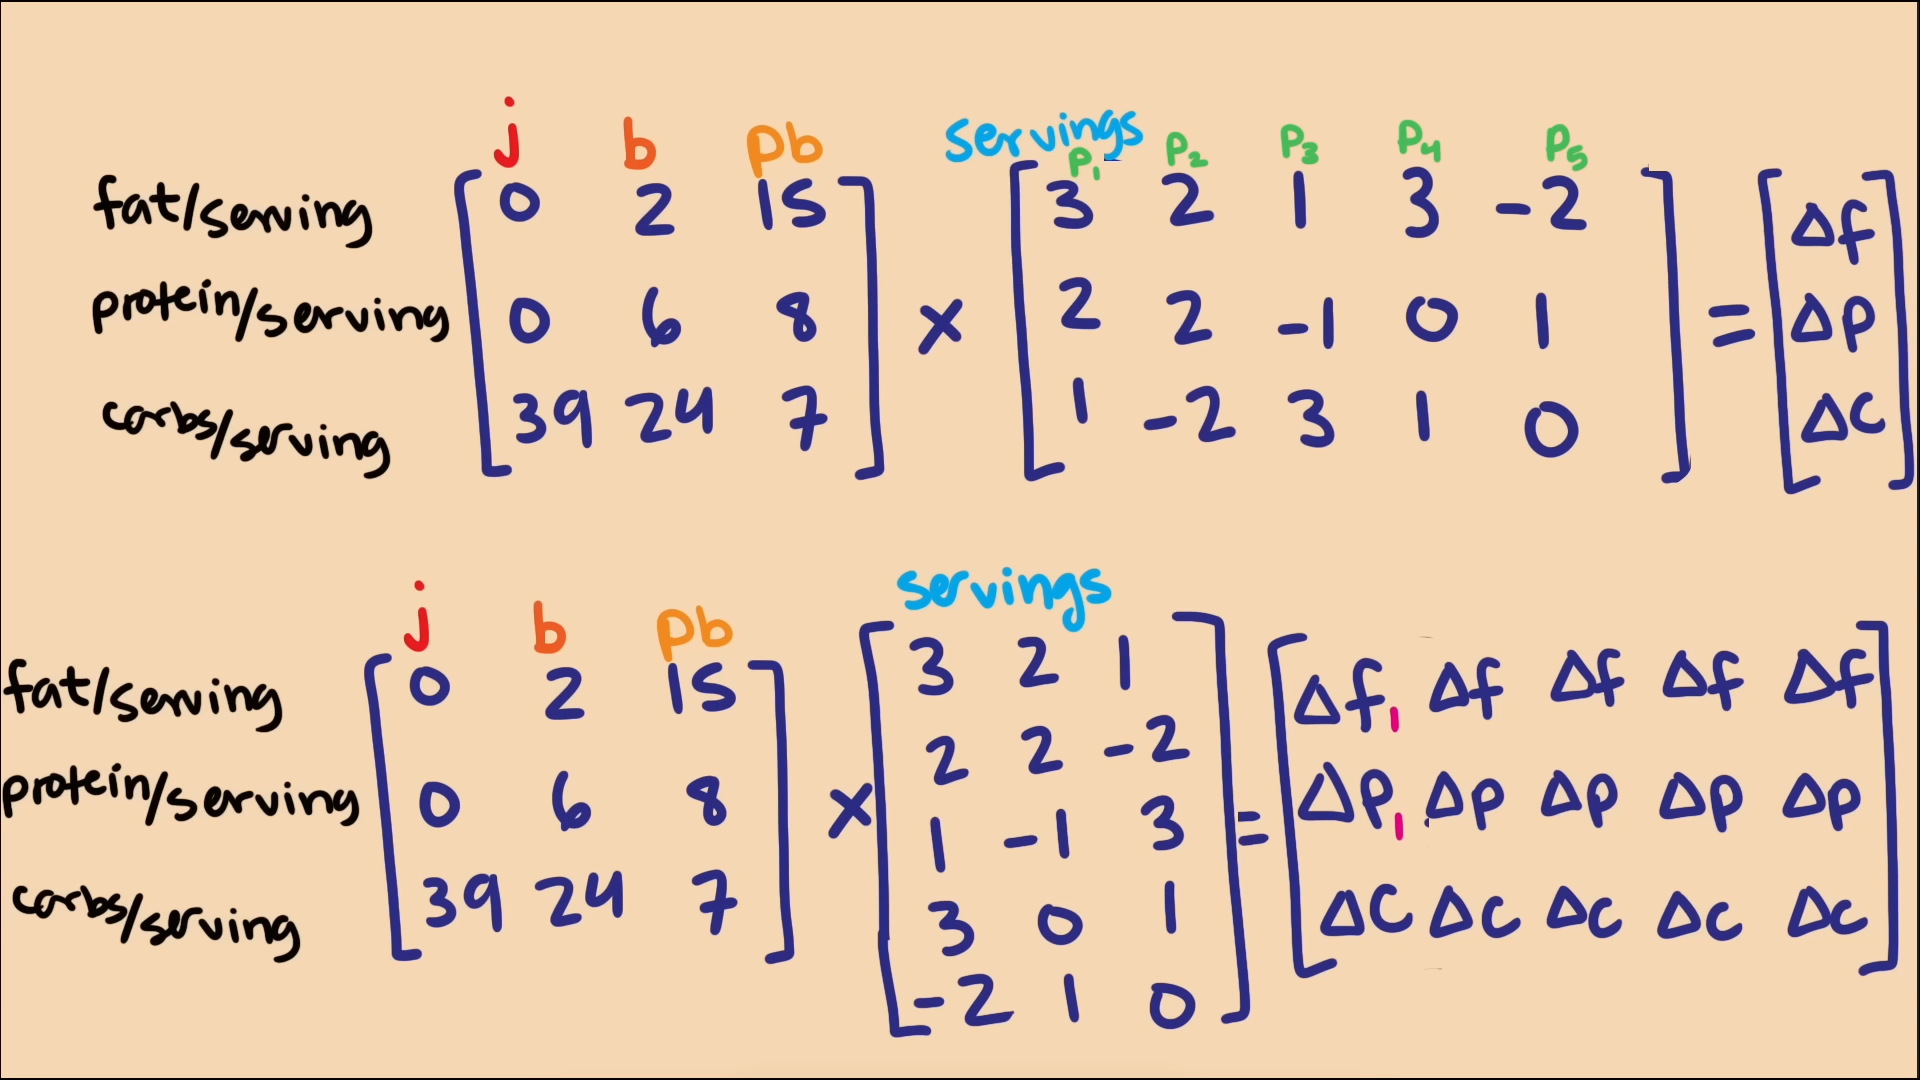 j b pb servings P1 P2 P3 P4 P5
fat/serving [0 2 15] [3 2 1 3 -2] [Δf]
protein/serving [0 6 8] × [2 2 -1 0 1] = [Δp]
carbs/serving [39 24 7] [1 -2 3 1 0] [Δc]
j b pb servings
fat/serving [0 2 15] [3 2 1] [Δf1 Δf Δf Δf Δf]
[2 2 -2]
protein/serving [0 6 8] × [1 -1 3] = [Δp1 Δp Δp Δp Δp]
carbs/serving [39 24 7] [3 0 1] [Δc Δc Δc Δc Δc]
[-2 1 0]